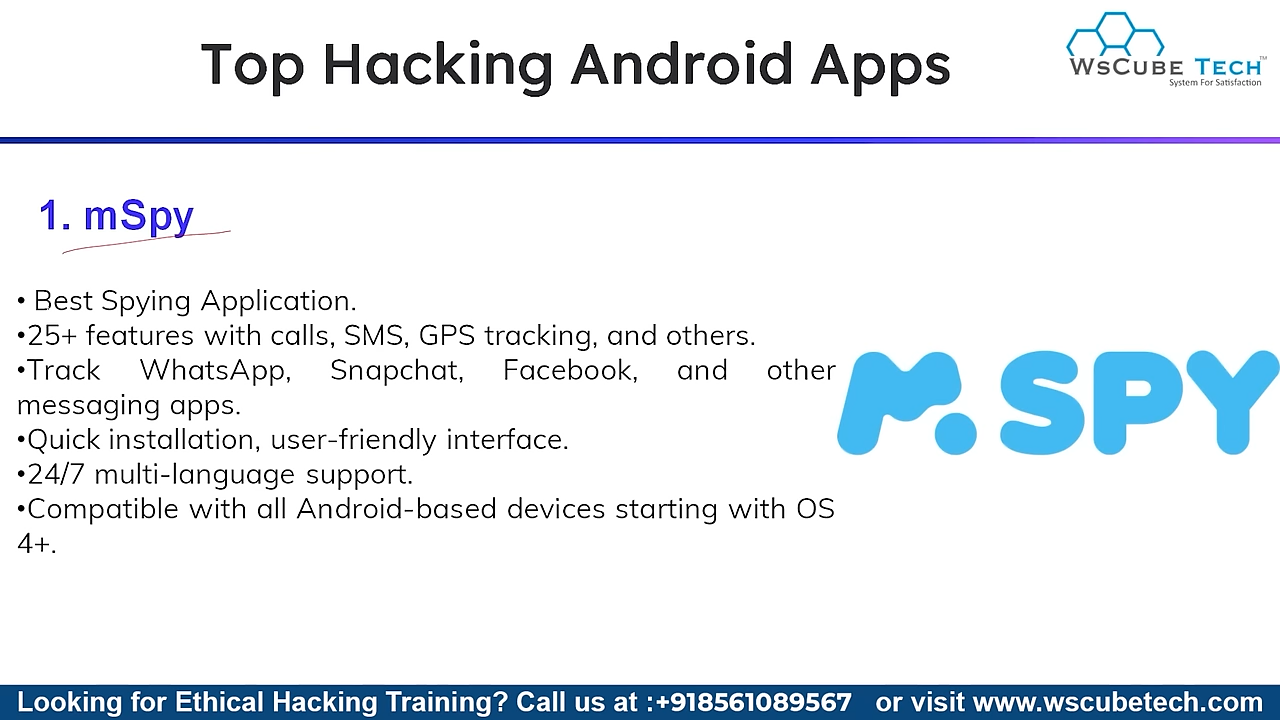 Top Hacking Android Apps
WSCUBE TECH™
System For Satisfaction
1. mSpy
• Best Spying Application.
•25+ features with calls, SMS, GPS tracking, and others.
•Track WhatsApp, Snapchat, Facebook, and other
messaging apps.
•Quick installation, user-friendly interface.
•24/7 multi-language support.
•Compatible with all Android-based devices starting with OS
4+.
M.SPY
Looking for Ethical Hacking Training? Call us at :+918561089567 or visit www.wscubetech.com